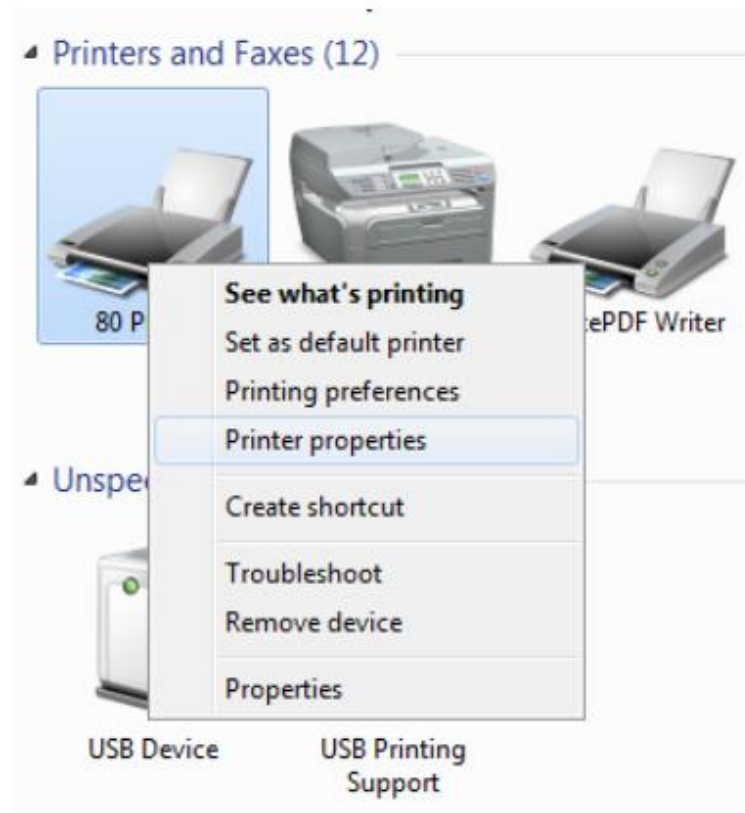 Printers and Faxes (12)
80 P
ePDF Writer
See what's printing
Set as default printer
Printing preferences
Printer properties
Create shortcut
Troubleshoot
Remove device
Properties
Unspe
USB Device
USB Printing
Support